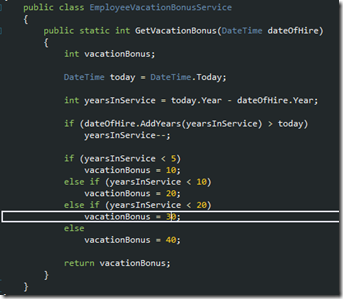 public class EmployeeVacationBonusService
{
public static int GetVacationBonus(DateTime dateOfHire)
{
int vacationBonus;
DateTime today = DateTime.Today;
int yearsInService = today.Year - dateOfHire.Year;
if (dateOfHire.AddYears(yearsInService) > today)
yearsInService--;
if (yearsInService < 5)
vacationBonus = 10;
else if (yearsInService < 10)
vacationBonus = 20;
else if (yearsInService < 20)
vacationBonus = 30;
else
vacationBonus = 40;
return vacationBonus;
}
}